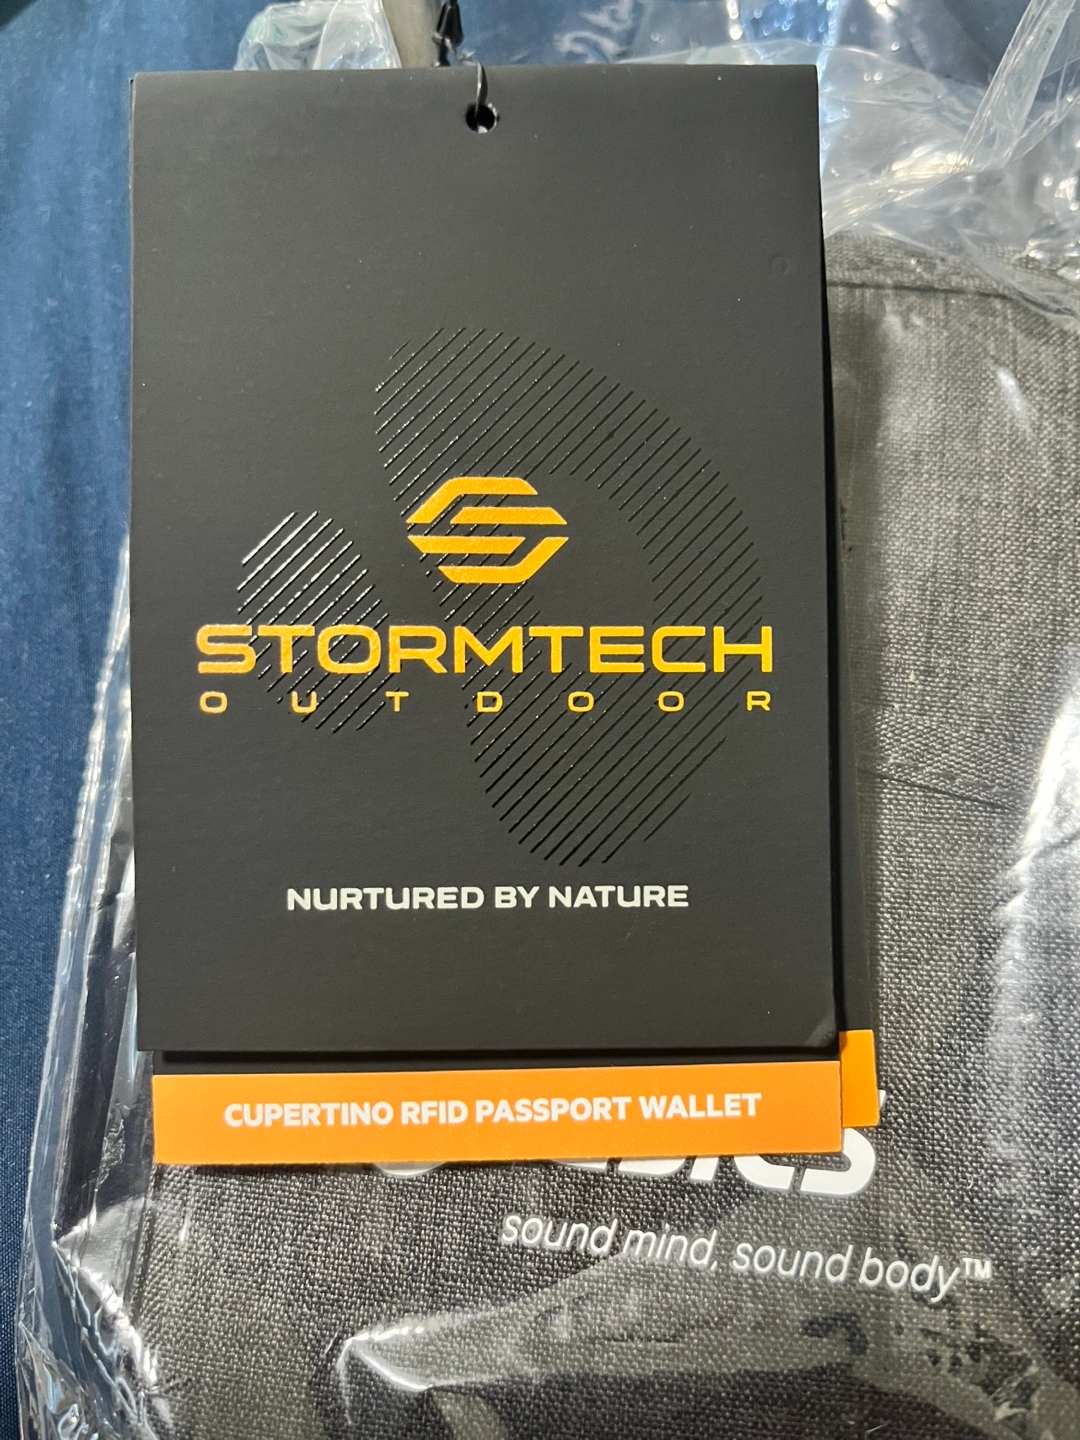 STORMTECH
OUTDOOR
NURTURED BY NATURE
CUPERTINO RFID PASSPORT WALLET
sound mind, sound body™